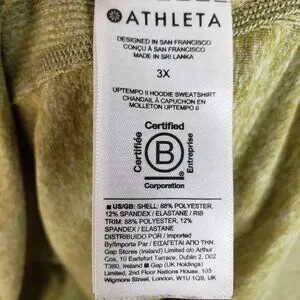 ATHLETA
DESIGNED IN SAN FRANCISCO
CONÇU À SAN FRANCISCO
MADE IN SRI LANKA
3X
UPTEMPO II HOODIE SWEATSHIRT
CHANDAIL À CAPUCHON EN
MOLLETON UPTEMPO II
Certified
Certifiée
B
Entreprise
Corporation
US/GB: SHELL: 88% POLYESTER,
12% SPANDEX / ELASTANE / RIB
TRIM: 88% POLYESTER, 12%
SPANDEX / ELASTANE
DISTRIBUIDO POR / Imported
By/Importé Par / ΕΙΣΑΓΕΤΑΙ ΑΠΟ ΤΗΝ
Gap Stores (Ireland) Limited c/o Arthur
Cox, 10 Earlsfort Terrace, Dublin 2, D02
T380, Ireland Gap (UK Holdings)
Limited, 2nd Floor Nations House, 103
Wigmore Street, London, W1U 1QS, UK